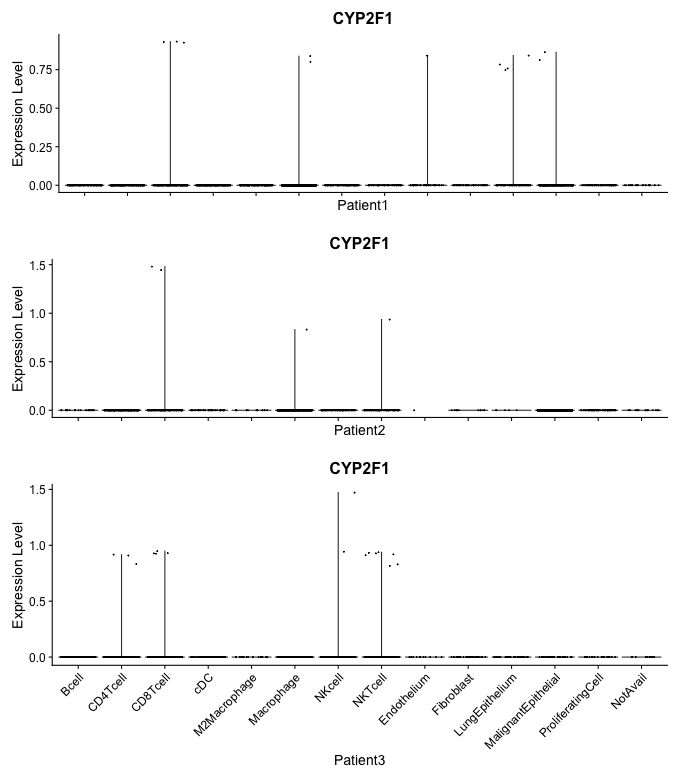 CYP2F1
Expression Level
0.75
0.50
0.25
0.00
Patient1
CYP2F1
Expression Level
1.5
1.0
0.5
0.0
Patient2
CYP2F1
Expression Level
1.5
1.0
0.5
0.0
Bcell
CD4Tcell
CD8Tcell
cDC
M2Macrophage
Macrophage
NKcell
NKTcell
Endothelium
Fibroblast
LungEpithelium
MalignantEpithelial
ProliferatingCell
NotAvail
Patient3